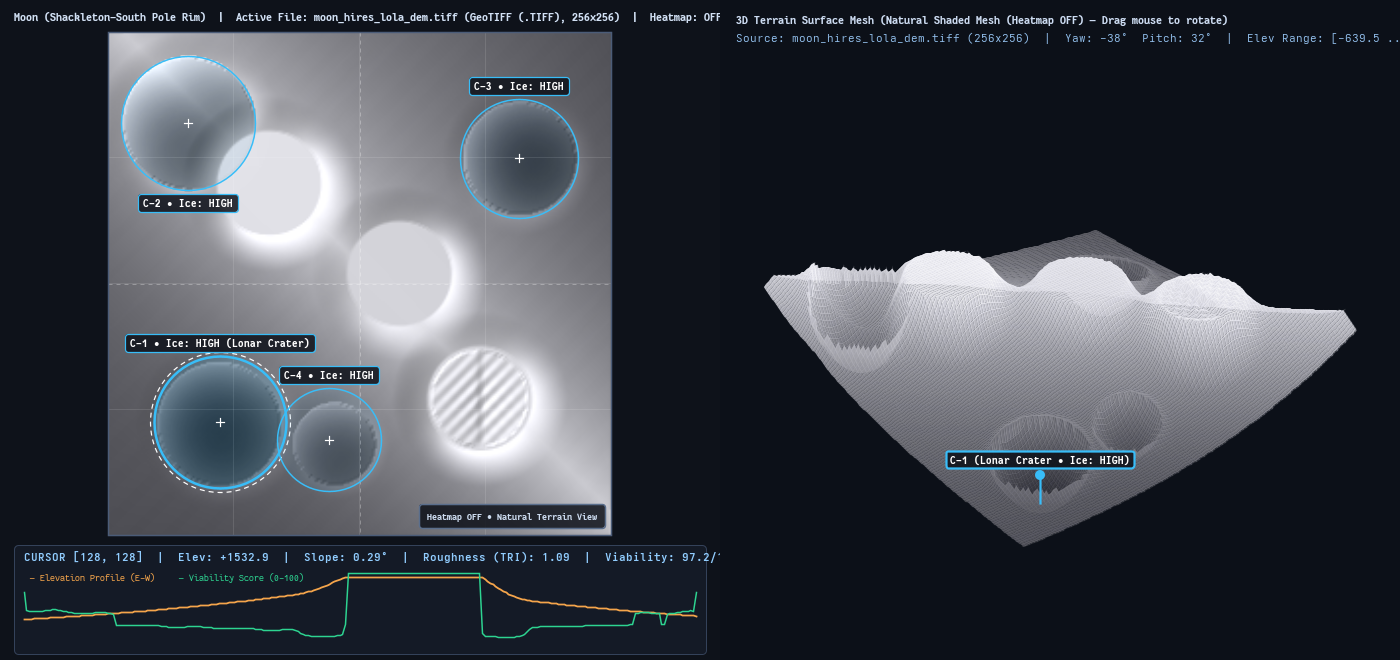 Moon (Shackleton-South Pole Rim)  |  Active File: moon_hires_lola_dem.tiff (GeoTIFF (.TIFF), 256x256)  |  Heatmap: OFF
C-3 ● Ice: HIGH
C-2 ● Ice: HIGH
C-1 ● Ice: HIGH (Lonar Crater)
C-4 ● Ice: HIGH
Heatmap OFF ● Natural Terrain View
CURSOR [128, 128]  |  Elev: +1532.9  |  Slope: 0.29°  |  Roughness (TRI): 1.09  |  Viability: 97.2/
— Elevation Profile (E-W)  — Viability Score (0-100)
3D Terrain Surface Mesh (Natural Shaded Mesh (Heatmap OFF) — Drag mouse to rotate)
Source: moon_hires_lola_dem.tiff (256x256)  |  Yaw: -38°  Pitch: 32°  |  Elev Range: [-639.5 ..
C-1 (Lonar Crater ● Ice: HIGH)